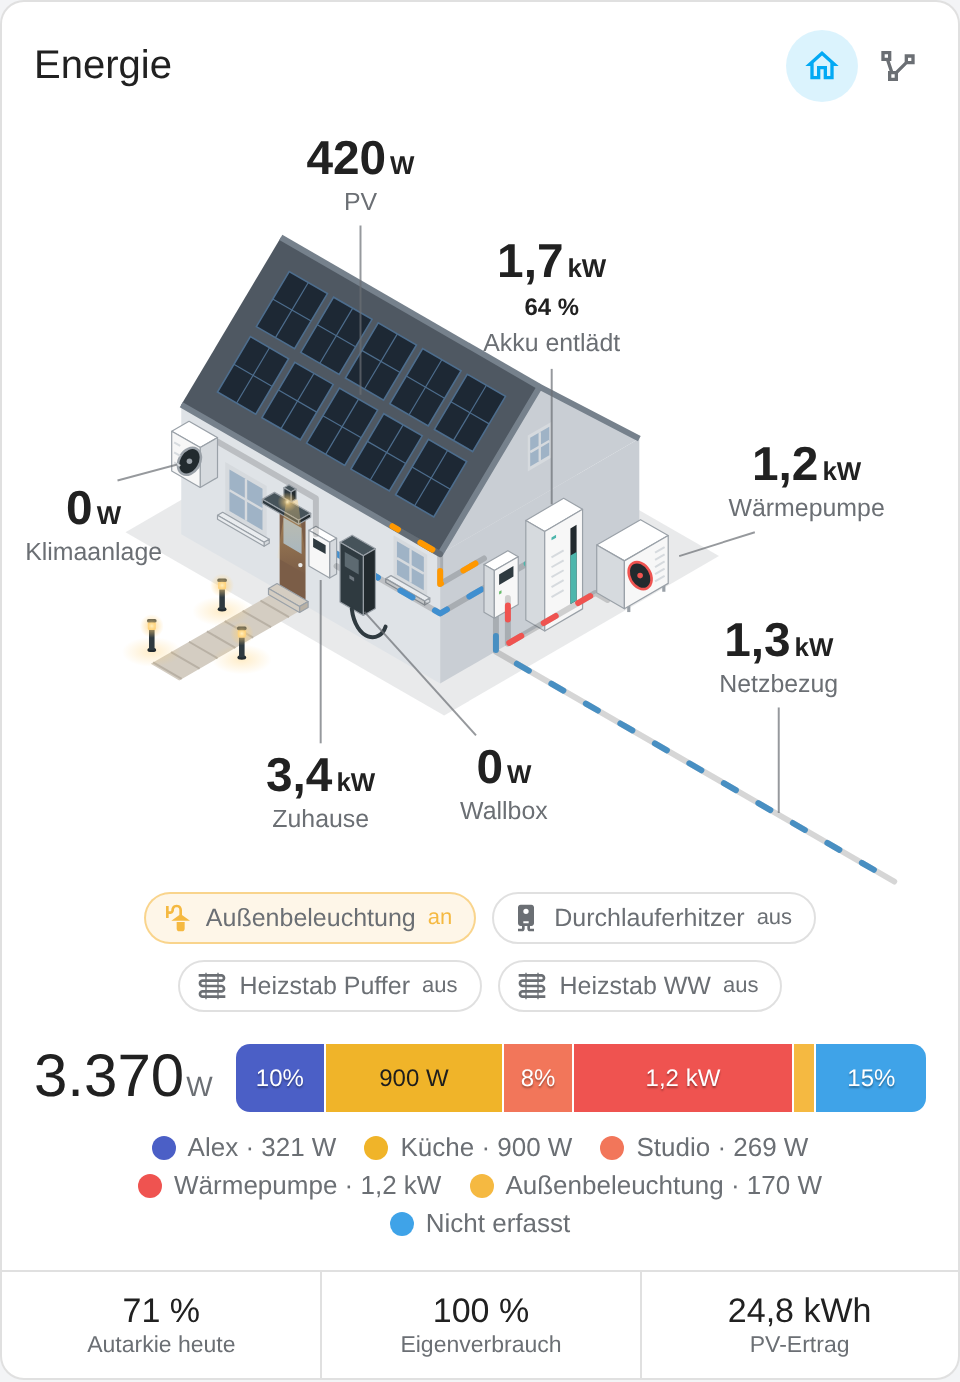 Energie
420 W
PV
1,7 kW
64 %
Akku entlädt
1,2 kW
Wärmepumpe
0 W
Klimaanlage
1,3 kW
Netzbezug
3,4 kW
Zuhause
0 W
Wallbox
Außenbeleuchtung an
Durchlauferhitzer aus
Heizstab Puffer aus
Heizstab WW aus
3.370 W
10% 900 W 8% 1,2 kW 15%
Alex · 321 W Küche · 900 W Studio · 269 W
Wärmepumpe · 1,2 kW Außenbeleuchtung · 170 W
Nicht erfasst
71 % 100 % 24,8 kWh
Autarkie heute Eigenverbrauch PV-Ertrag